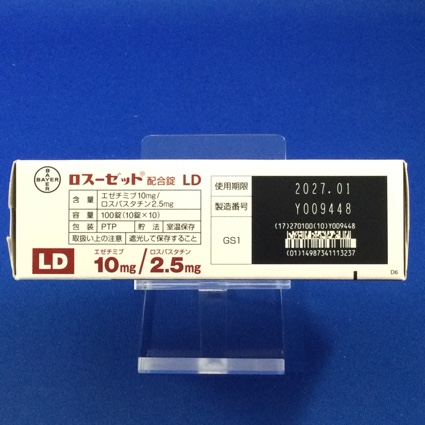 BAYER
BAYER
ロスーゼット®配合錠 LD
含量 エゼチミブ10mg/
ロスバスタチン2.5mg
容量 100錠(10錠×10)
包装 PTP 貯法 室温保存
取扱い上の注意 遮光して保存すること
LD
エゼチミブ ロスバスタチン
10mg/2.5mg
使用期限 2027.01
製造番号 Y009448
GS1
(17)270100(10)Y009448
(01)14987341113237
D6